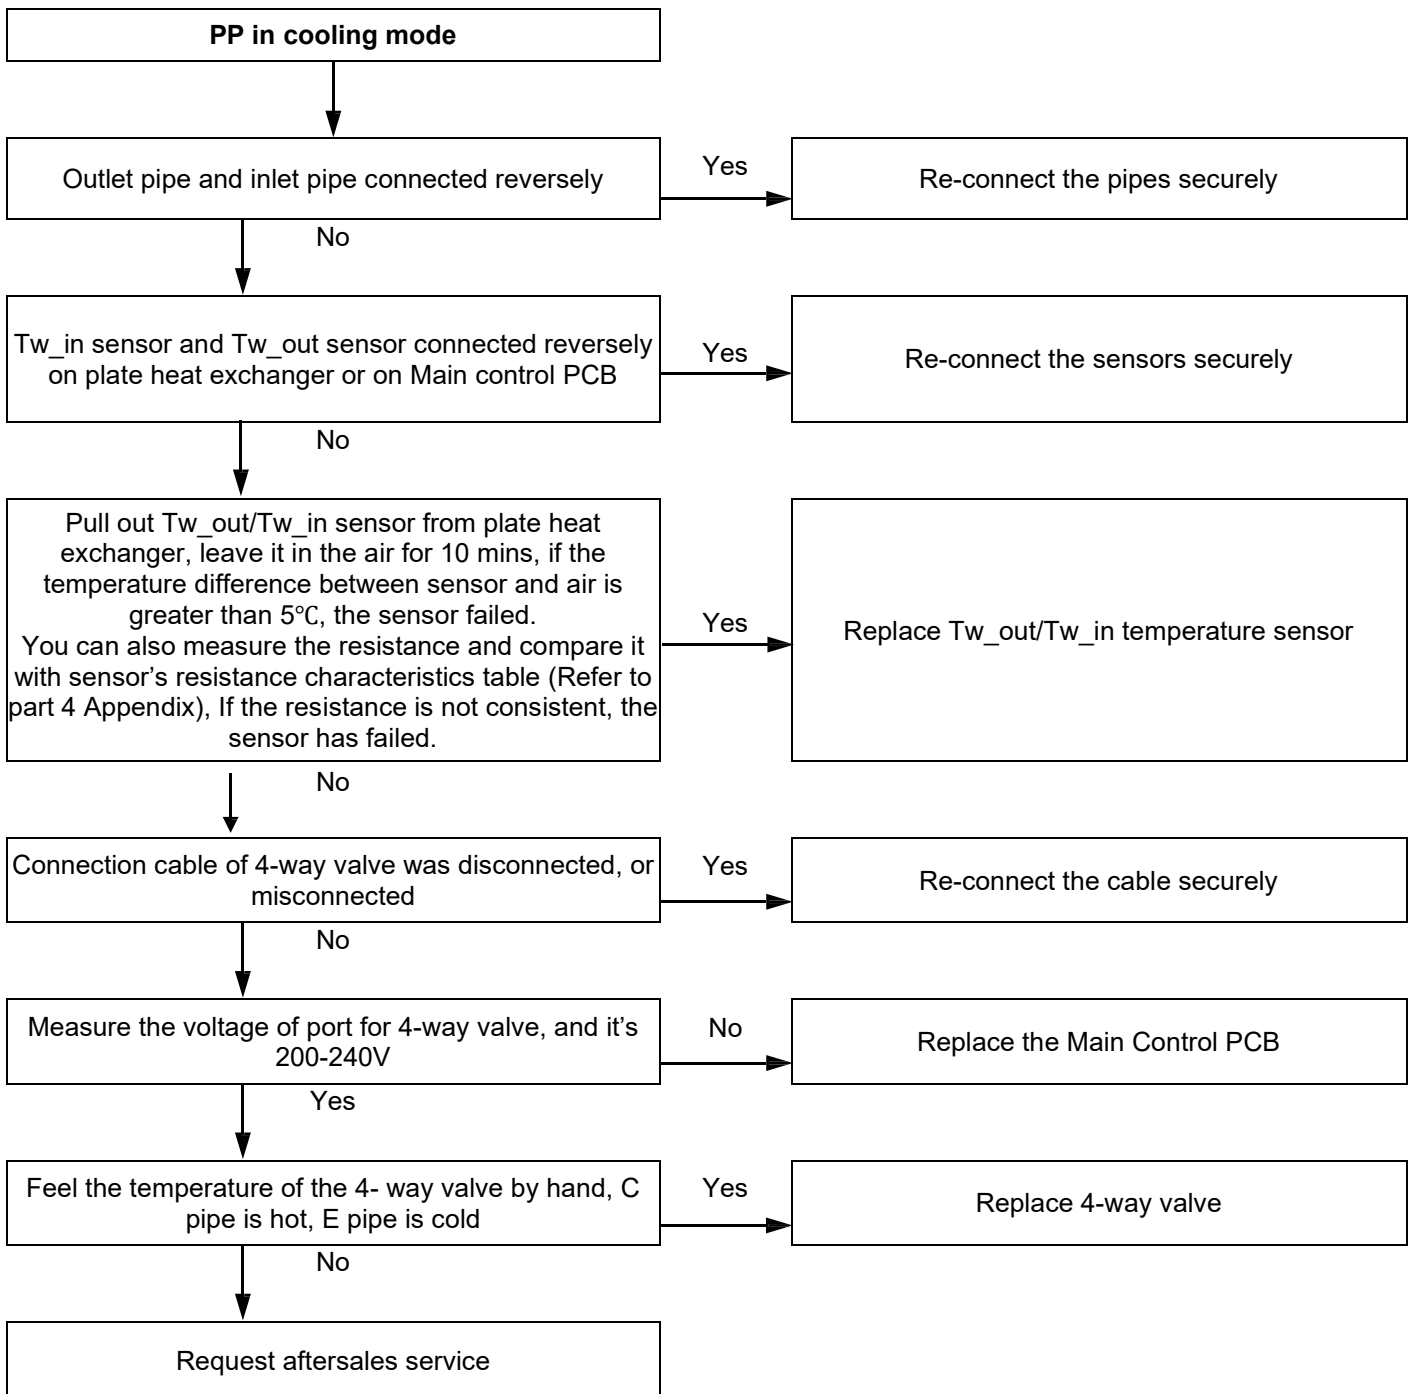 PP in cooling mode
Outlet pipe and inlet pipe connected reversely
Yes
Re-connect the pipes securely
No
Tw_in sensor and Tw_out sensor connected reversely
on plate heat exchanger or on Main control PCB
Yes
Re-connect the sensors securely
No
Pull out Tw_out/Tw_in sensor from plate heat
exchanger, leave it in the air for 10 mins, if the
temperature difference between sensor and air is
greater than 5℃, the sensor failed.
You can also measure the resistance and compare it
with sensor’s resistance characteristics table (Refer to
part 4 Appendix), If the resistance is not consistent, the
sensor has failed.
Yes
Replace Tw_out/Tw_in temperature sensor
No
Connection cable of 4-way valve was disconnected, or
misconnected
Yes
Re-connect the cable securely
No
Measure the voltage of port for 4-way valve, and it’s
200-240V
No
Replace the Main Control PCB
Yes
Feel the temperature of the 4- way valve by hand, C
pipe is hot, E pipe is cold
Yes
Replace 4-way valve
No
Request aftersales service